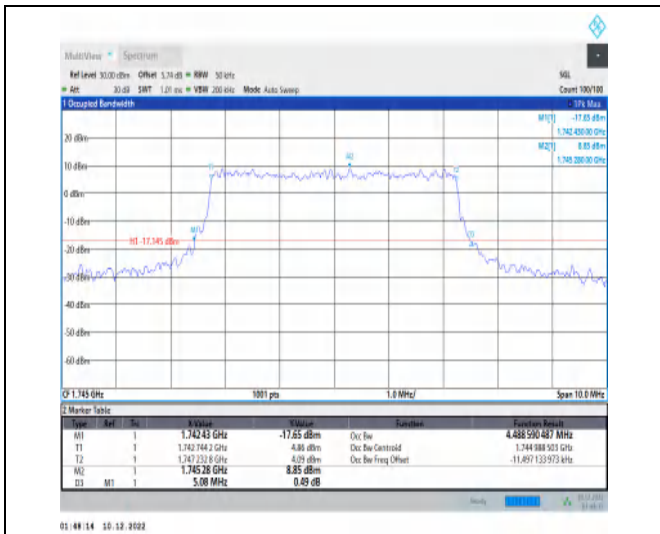 MultiView Spectrum
Ref Level 30.00 dBm Offset 5.74 dB RBW 50 kHz SGL
Att 30 dB SWT 1.01 ms VBW 200 kHz Mode Auto Sweep Count 100/100
1 Occupied Bandwidth 1Pk Max
M1[1] -17.65 dBm
1.742 430 00 GHz
20 dBm M2[1] 8.85 dBm
1.745 280 00 GHz
10 dBm T1 M2 T2
0 dBm
-10 dBm M1 D3
H1 -17.145 dBm
-20 dBm
-30 dBm
-40 dBm
-50 dBm
-60 dBm
CF 1.745 GHz 1001 pts 1.0 MHz/ Span 10.0 MHz
2 Marker Table
Type Ref Trc X-Value Y-Value Function Function Result
M1 1 1.742 43 GHz -17.65 dBm Occ Bw 4.488 590 487 MHz
T1 1 1.742 744 2 GHz 4.86 dBm Occ Bw Centroid 1.744 988 503 GHz
T2 1 1.747 232 8 GHz 4.09 dBm Occ Bw Freq Offset -11.497 133 973 kHz
M2 1 1.745 28 GHz 8.85 dBm
D3 M1 1 5.08 MHz 0.49 dB
Ready
01:48:14 10.12.2022